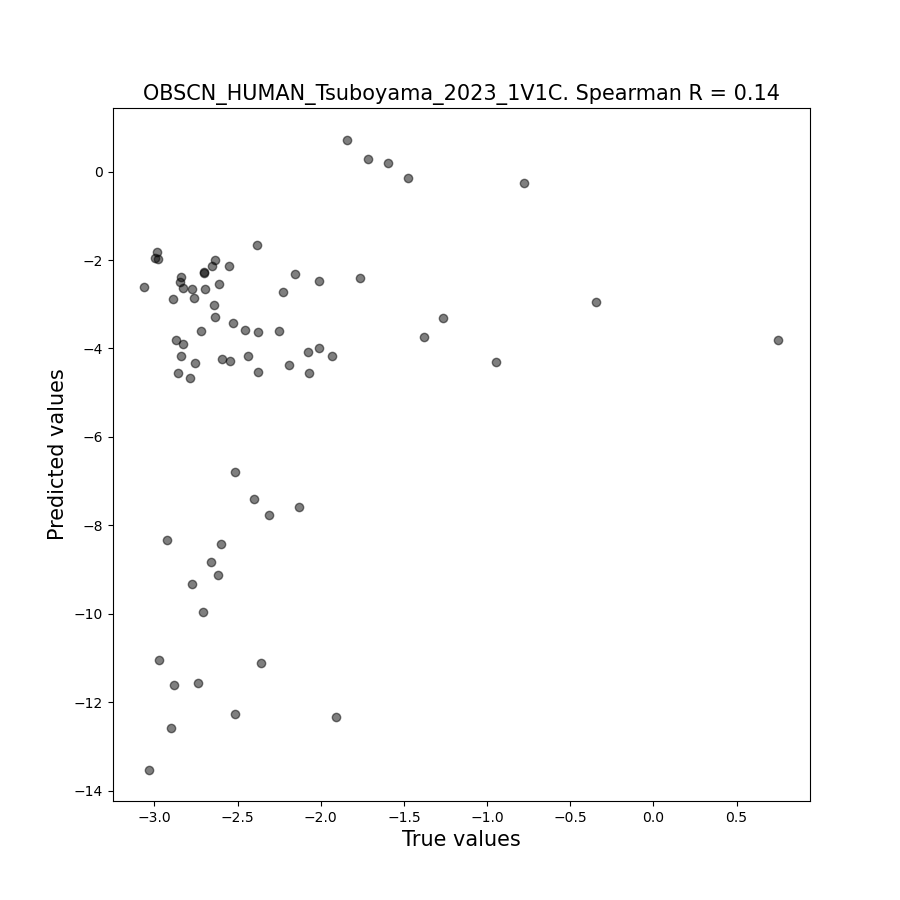 OBSCN_HUMAN_Tsuboyama_2023_1V1C. Spearman R = 0.14
0
−2
−4
−6
−8
−10
−12
−14
Predicted values
−3.0 −2.5 −2.0 −1.5 −1.0 −0.5 0.0 0.5
True values